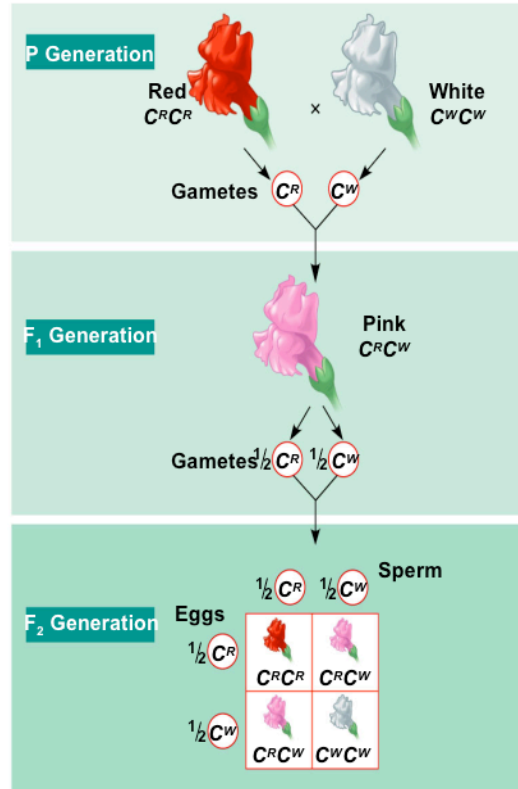 P Generation
Red
CᴿCᴿ
×
White
CᵂCᵂ
Gametes Cᴿ Cᵂ
F₁ Generation
Pink
CᴿCᵂ
Gametes 1/2 Cᴿ 1/2 Cᵂ
F₂ Generation
1/2 Cᴿ 1/2 Cᵂ Sperm
Eggs
1/2 Cᴿ
CᴿCᴿ CᴿCᵂ
1/2 Cᵂ
CᴿCᵂ CᵂCᵂ